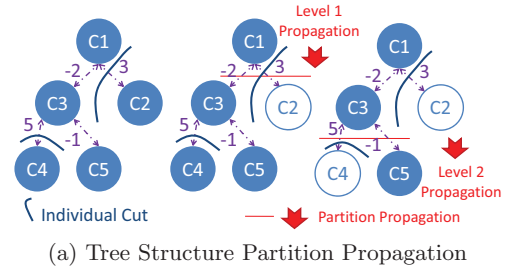 C1
-2
3
C3
C2
5
-1
C4
C5
Individual Cut
Level 1
Propagation
C1
-2
3
C3
C2
5
-1
C4
C5
C1
-2
3
C3
C2
5
-1
C4
C5
Level 2
Propagation
Partition Propagation
(a) Tree Structure Partition Propagation